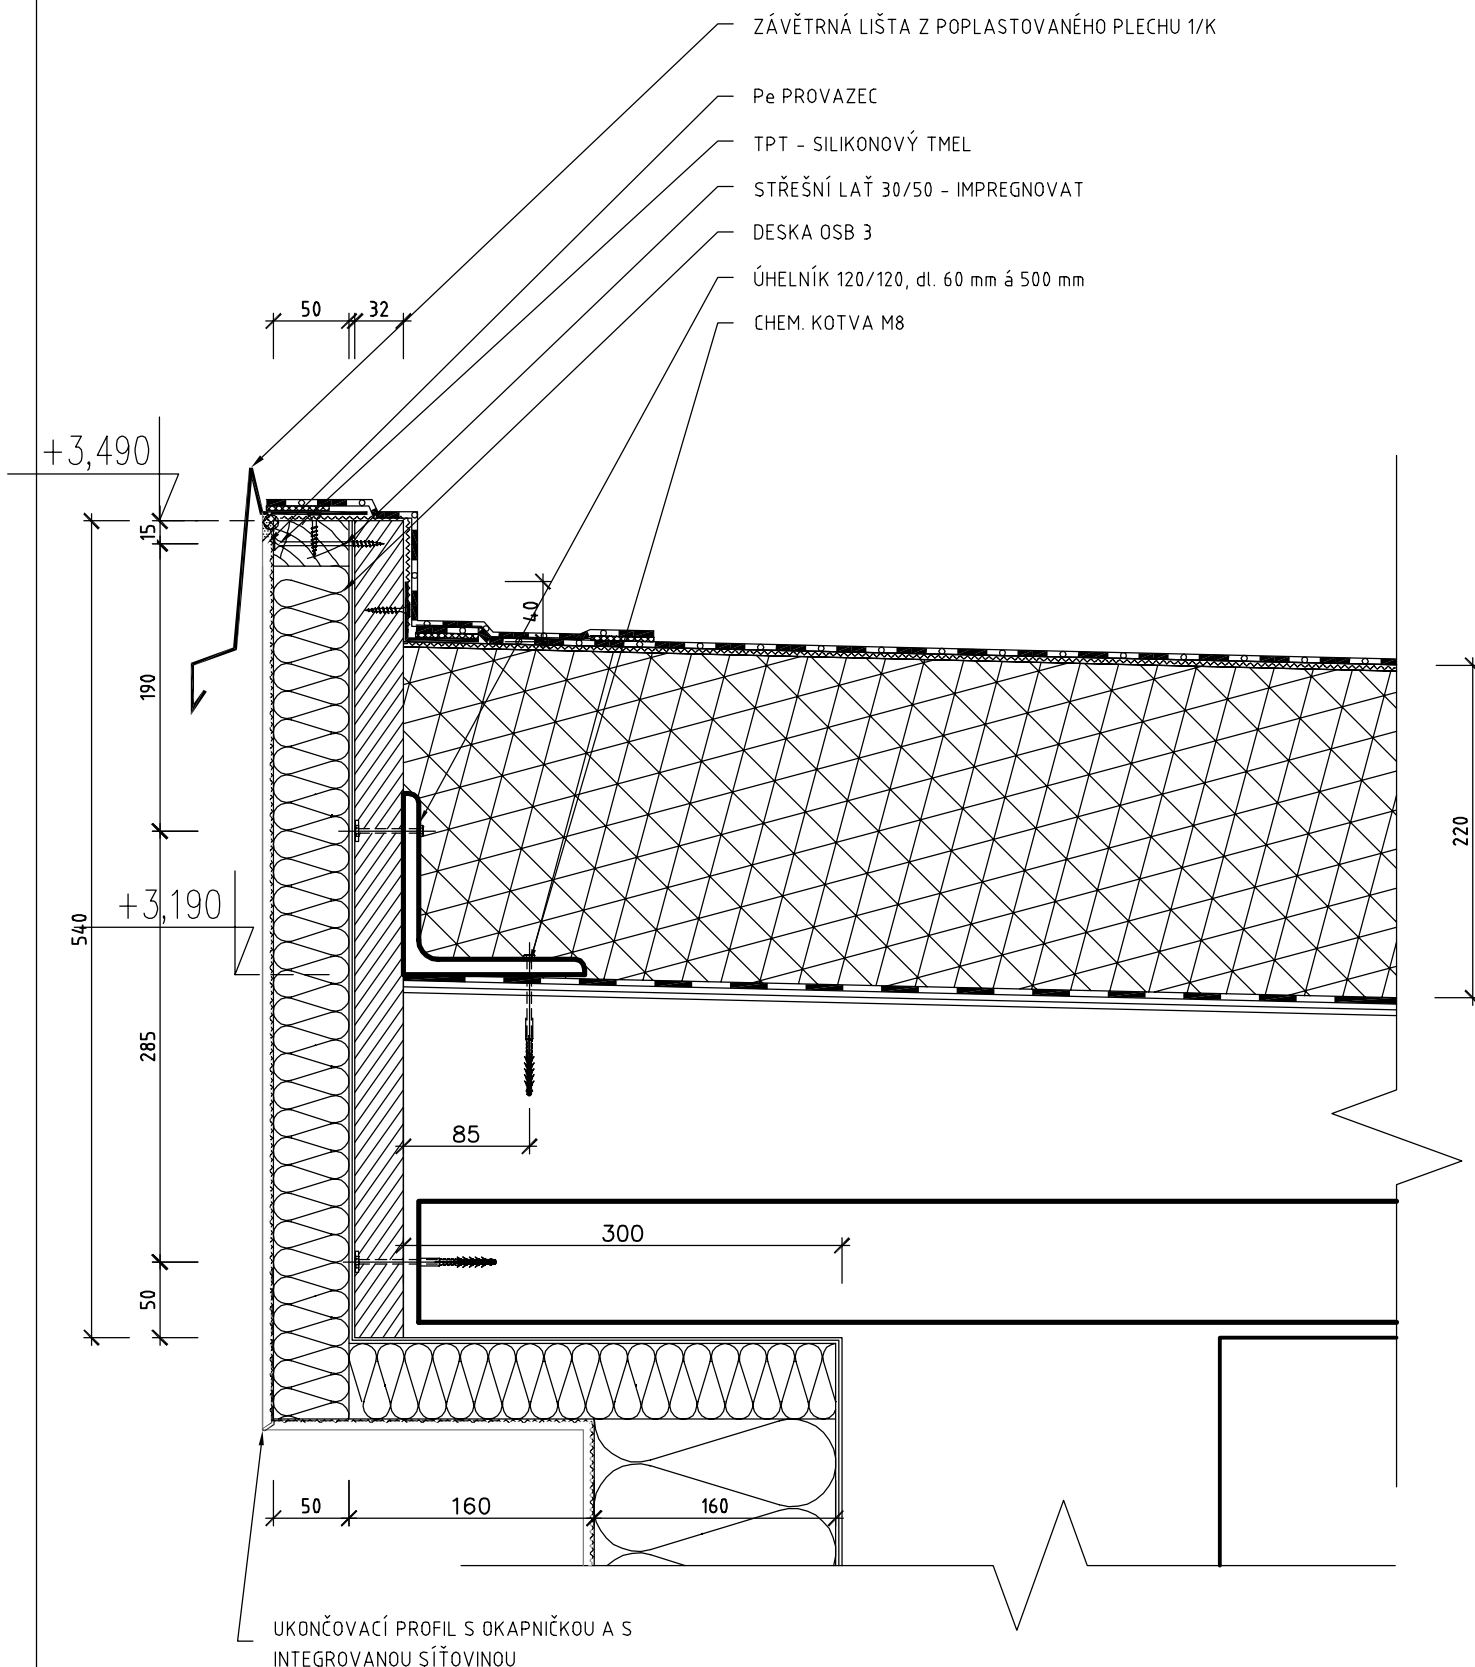 ZÁVĚTRNÁ LIŠTA Z POPLASTOVANÉHO PLECHU 1/K
Pe PROVAZEC
TPT - SILIKONOVÝ TMEL
STŘEŠNÍ LAŤ 30/50 - IMPREGNOVAT
DESKA OSB 3
ÚHELNÍK 120/120, dl. 60 mm á 500 mm
CHEM. KOTVA M8
50
32
+3,490
15
40
190
220
+3,190
540
285
85
300
50
50
160
160
UKONČOVACÍ PROFIL S OKAPNIČKOU A S
INTEGROVANOU SÍŤOVINOU